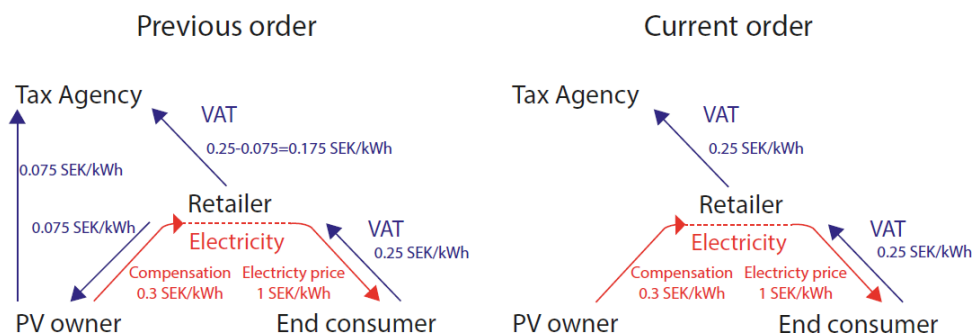 Previous order
Tax Agency
VAT
0.25-0.075=0.175 SEK/kWh
0.075 SEK/kWh
Retailer
0.075 SEK/kWh
Electricity
VAT
0.25 SEK/kWh
Compensation
0.3 SEK/kWh
Electricty price
1 SEK/kWh
PV owner
End consumer
Current order
Tax Agency
VAT
0.25 SEK/kWh
Retailer
Electricity
VAT
0.25 SEK/kWh
Compensation
0.3 SEK/kWh
Electricty price
1 SEK/kWh
PV owner
End consumer